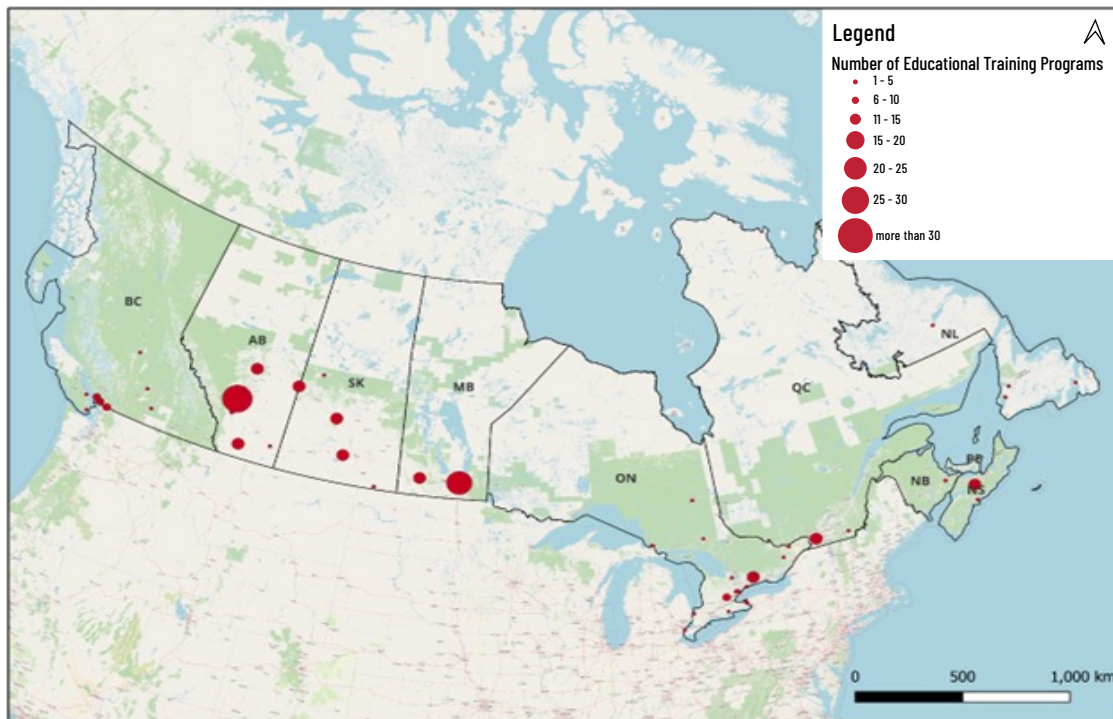 Legend
Number of Educational Training Programs
1 - 5
6 - 10
11 - 15
15 - 20
20 - 25
25 - 30
more than 30
BC
AB
SK
MB
ON
QC
NL
NB
PE
NS
0 500 1,000 km